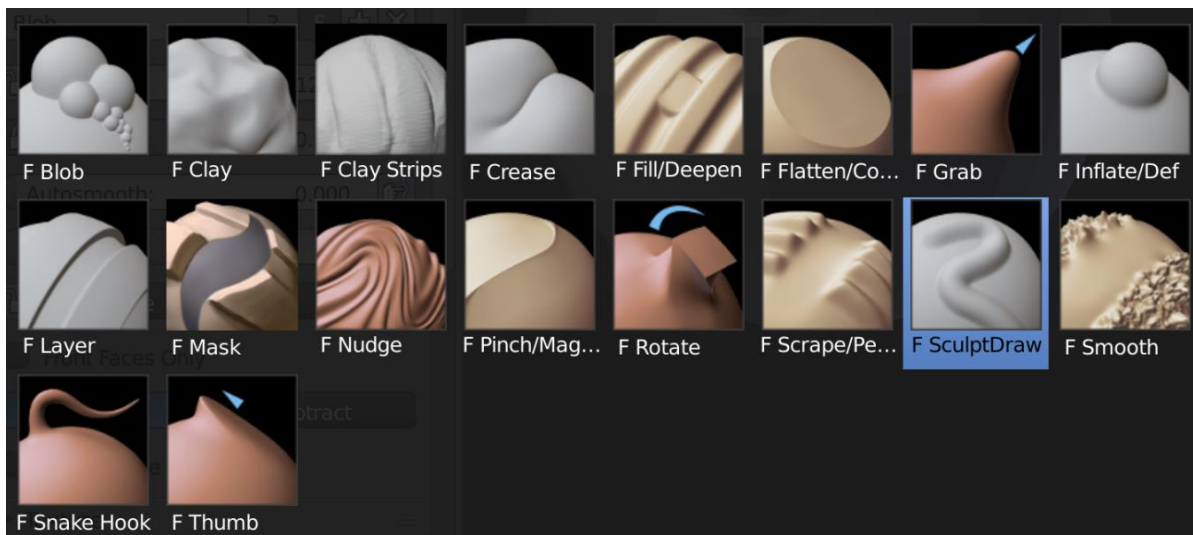 Blob
F Blob
F Clay
F Clay Strips
F Crease
F Fill/Deepen
F Flatten/Co...
F Grab
F Inflate/Def
Autosmooth: 0.000
F Layer
F Mask
F Nudge
F Pinch/Mag...
F Rotate
F Scrape/Pe...
F SculptDraw
F Smooth
Front Faces Only
F Snake Hook
F Thumb